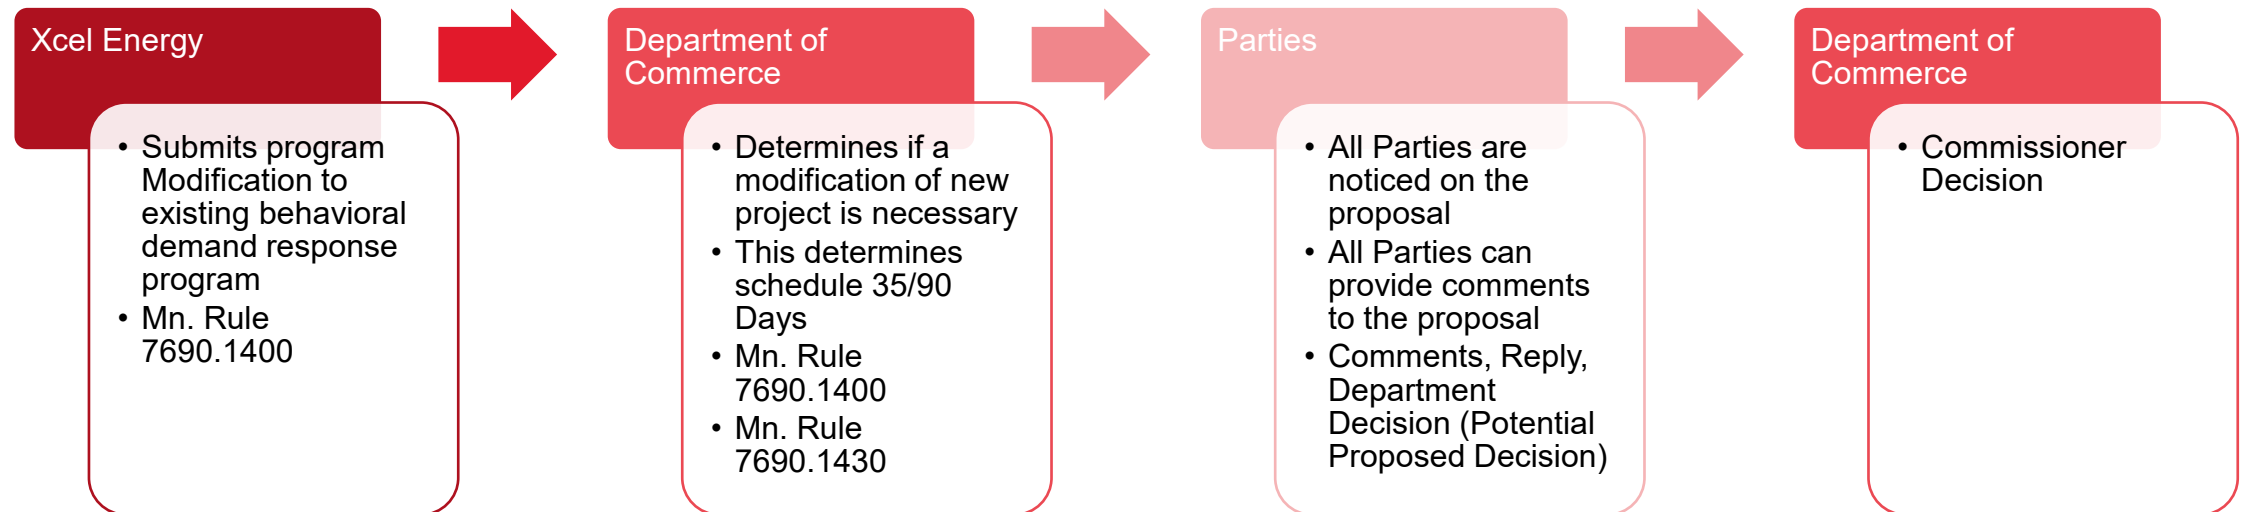 Xcel Energy
• Submits program
Modification to
existing behavioral
demand response
program
• Mn. Rule
7690.1400
Department of
Commerce
• Determines if a
modification of new
project is necessary
• This determines
schedule 35/90
Days
• Mn. Rule
7690.1400
• Mn. Rule
7690.1430
Parties
• All Parties are
noticed on the
proposal
• All Parties can
provide comments
to the proposal
• Comments, Reply,
Department
Decision (Potential
Proposed Decision)
Department of
Commerce
• Commissioner
Decision